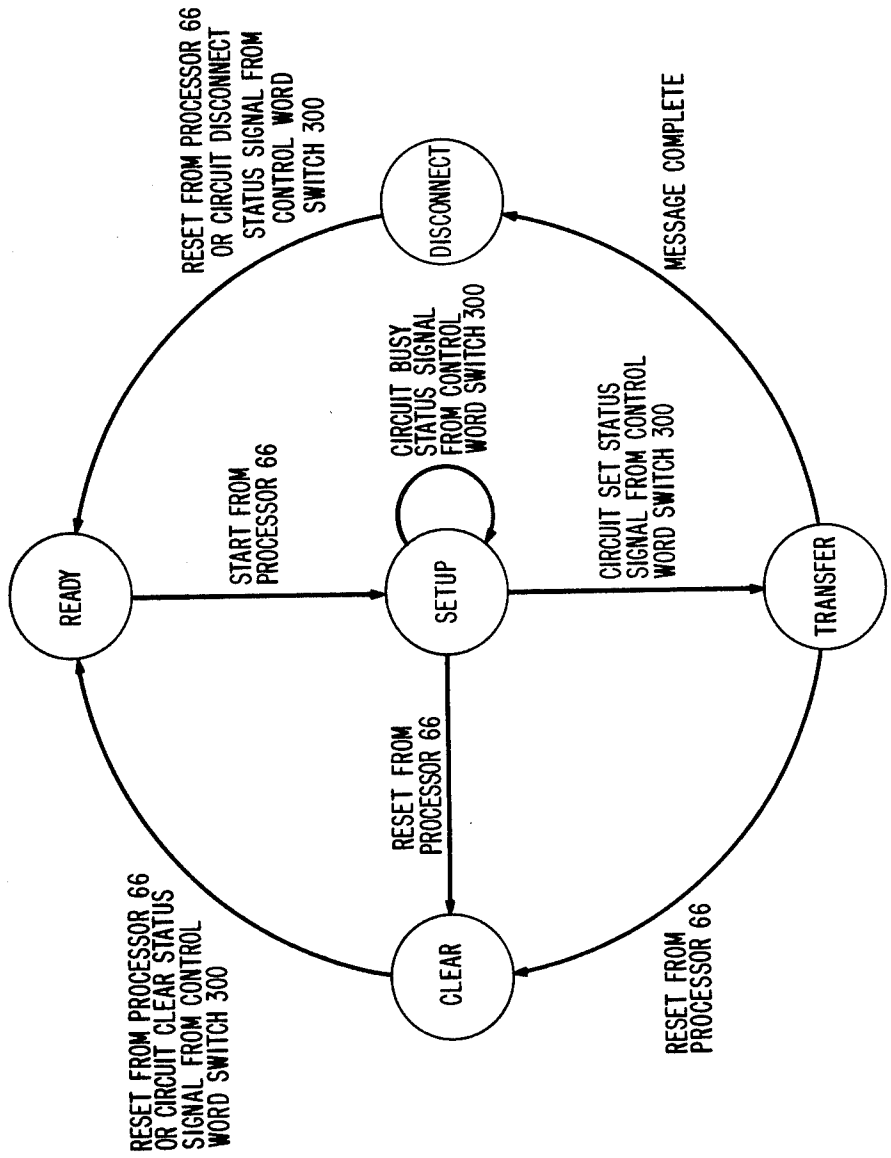 RESET FROM PROCESSOR 66
OR CIRCUIT CLEAR STATUS
SIGNAL FROM CONTROL
WORD SWITCH 300
READY
RESET FROM PROCESSOR 66
OR CIRCUIT DISCONNECT
STATUS SIGNAL FROM
CONTROL WORD
SWITCH 300
START FROM
PROCESSOR 66
CLEAR
RESET FROM
PROCESSOR 66
SETUP
CIRCUIT BUSY
STATUS SIGNAL
FROM CONTROL
WORD SWITCH 300
DISCONNECT
CIRCUIT SET STATUS
SIGNAL FROM CONTROL
WORD SWITCH 300
RESET FROM
PROCESSOR 66
TRANSFER
MESSAGE COMPLETE